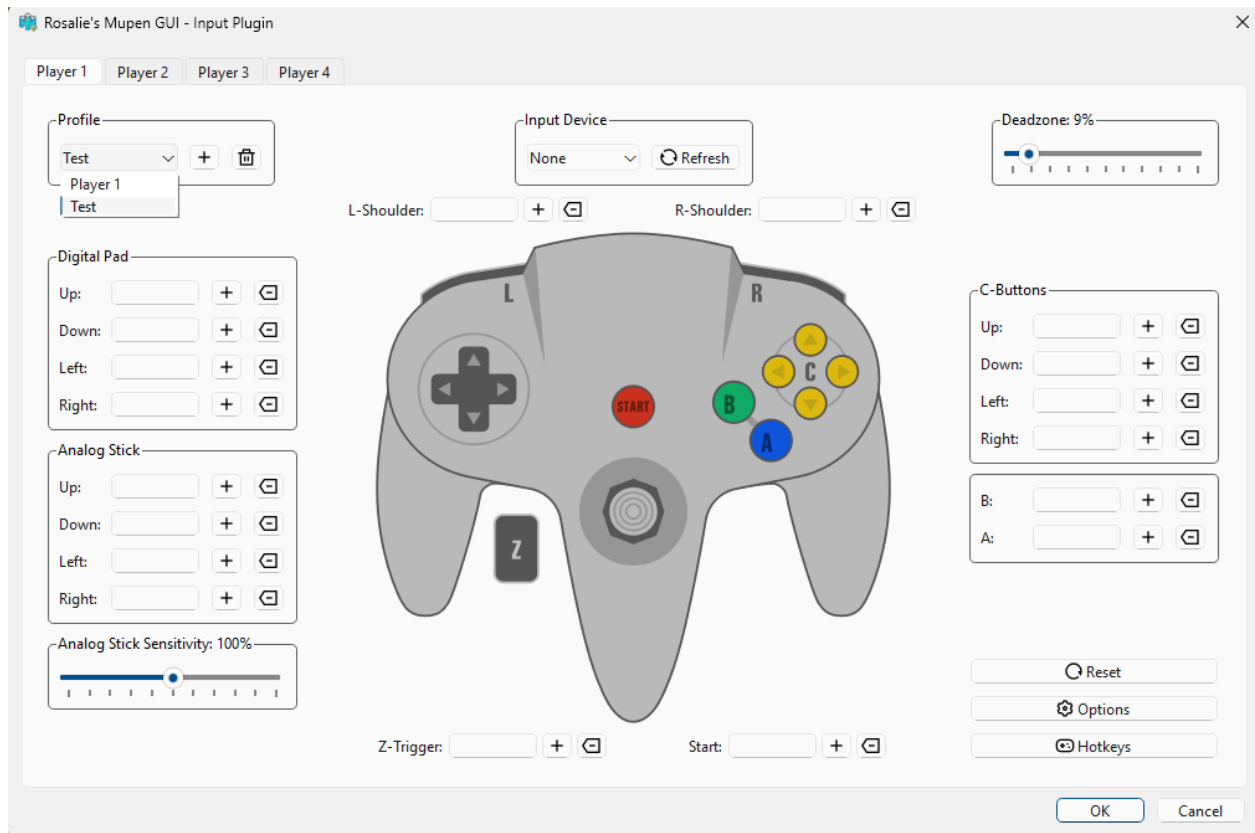 Rosalie's Mupen GUI - Input Plugin
Player 1 Player 2 Player 3 Player 4
Profile
Test
Player 1
Test
Input Device
None Refresh
Deadzone: 9%
L-Shoulder: R-Shoulder:
Digital Pad
Up:
Down:
Left:
Right:
Analog Stick
Up:
Down:
Left:
Right:
Analog Stick Sensitivity: 100%
L R
C
START B
A
Z
C-Buttons
Up:
Down:
Left:
Right:
B:
A:
Z-Trigger: Start:
Reset
Options
Hotkeys
OK Cancel